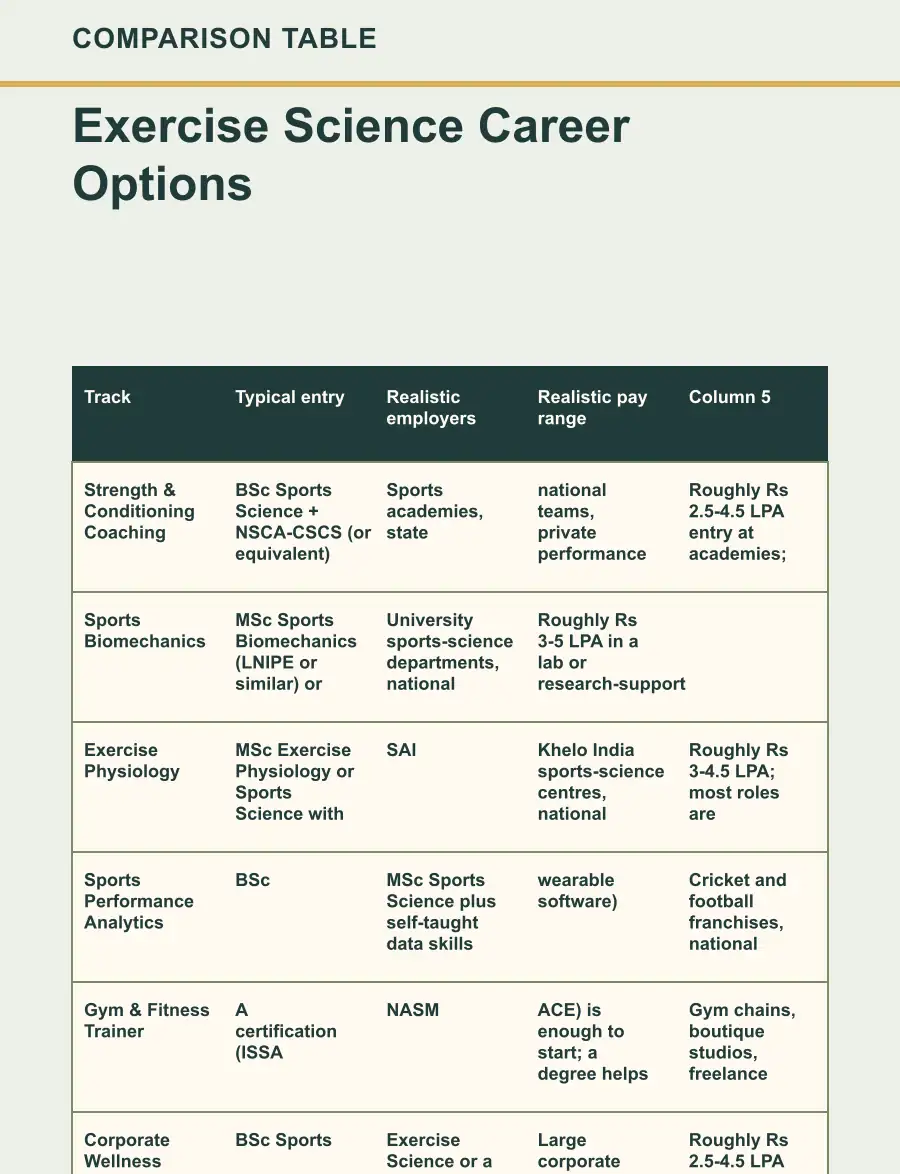 COMPARISON TABLE
Exercise Science Career
Options
Track
Typical entry
Realistic
employers
Realistic pay
range
Column 5
Strength &
Conditioning
Coaching
BSc Sports
Science +
NSCA-CSCS (or
equivalent)
Sports
academies,
state
national
teams,
private
performance
Roughly Rs
2.5-4.5 LPA
entry at
academies;
Sports
Biomechanics
MSc Sports
Biomechanics
(LNIPE or
similar) or
University
sports-science
departments,
national
Roughly Rs
3-5 LPA in a
lab or
research-support
Exercise
Physiology
MSc Exercise
Physiology or
Sports
Science with
SAI
Khelo India
sports-science
centres,
national
Roughly Rs
3-4.5 LPA;
most roles
are
Sports
Performance
Analytics
BSc
MSc Sports
Science plus
self-taught
data skills
wearable
software)
Cricket and
football
franchises,
national
Gym & Fitness
Trainer
A
certification
(ISSA
NASM
ACE) is
enough to
start; a
degree helps
Gym chains,
boutique
studios,
freelance
Corporate
Wellness
BSc Sports
Exercise
Science or a
Large
corporate
Roughly Rs
2.5-4.5 LPA